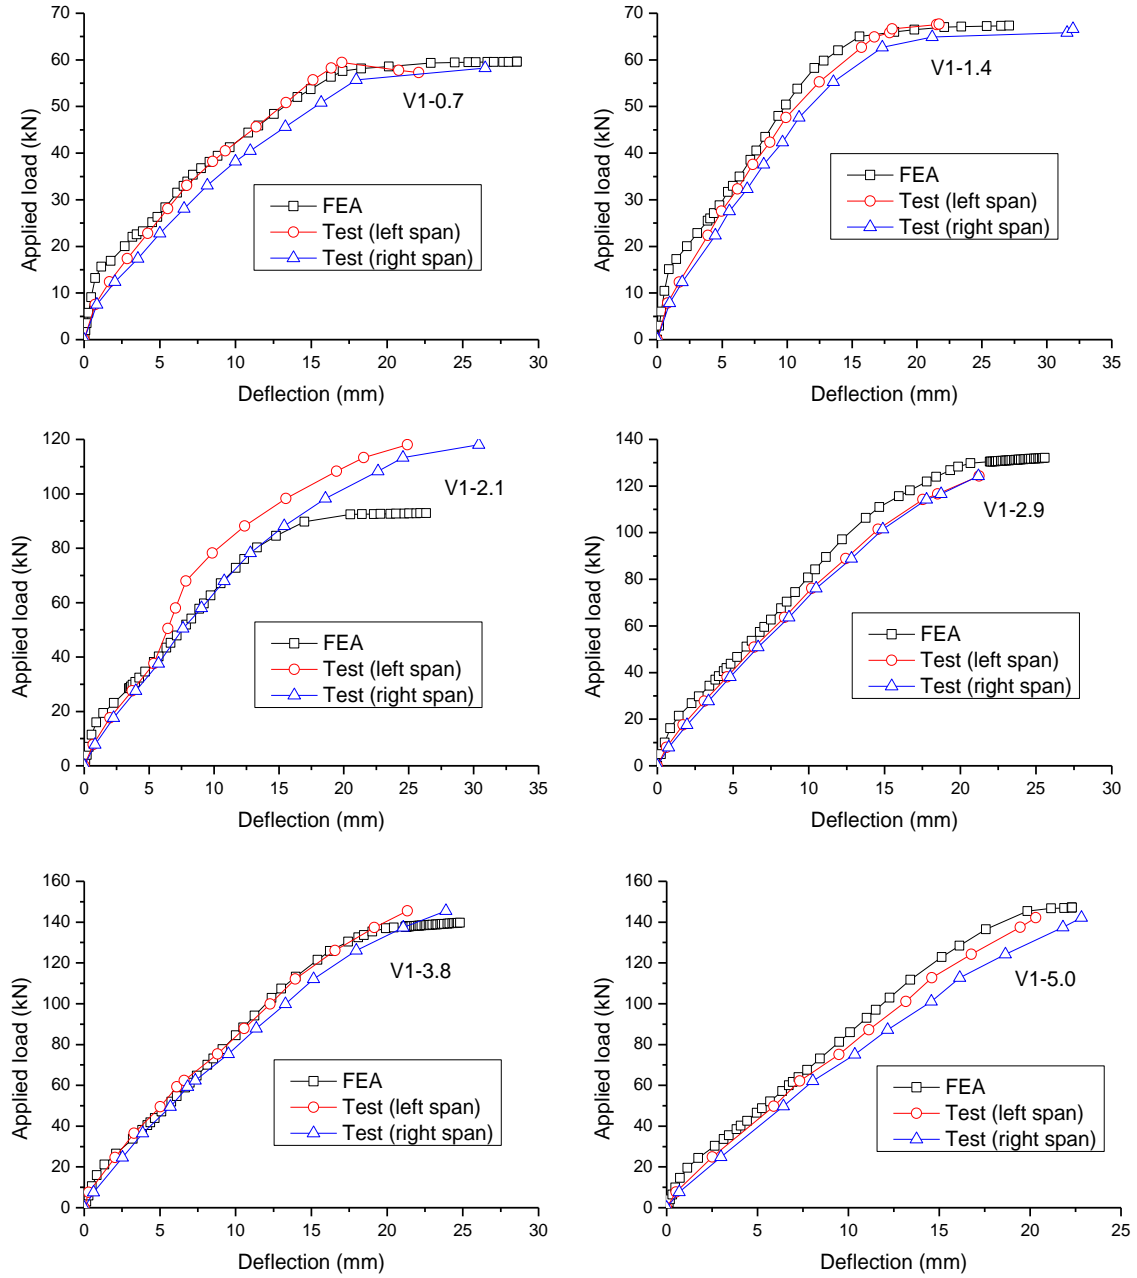 70
60
50
40
30
20
10
0
Applied load (kN)
V1-0.7
FEA
Test (left span)
Test (right span)
0 5 10 15 20 25 30
Deflection (mm)
70
60
50
40
30
20
10
0
Applied load (kN)
V1-1.4
FEA
Test (left span)
Test (right span)
0 5 10 15 20 25 30 35
Deflection (mm)
120
100
80
60
40
20
0
Applied load (kN)
V1-2.1
FEA
Test (left span)
Test (right span)
0 5 10 15 20 25 30 35
Deflection (mm)
140
120
100
80
60
40
20
0
Applied load (kN)
V1-2.9
FEA
Test (left span)
Test (right span)
0 5 10 15 20 25 30
Deflection (mm)
160
140
120
100
80
60
40
20
0
Applied load (kN)
V1-3.8
FEA
Test (left span)
Test (right span)
0 5 10 15 20 25 30
Deflection (mm)
160
140
120
100
80
60
40
20
0
Applied load (kN)
V1-5.0
FEA
Test (left span)
Test (right span)
0 5 10 15 20 25
Deflection (mm)